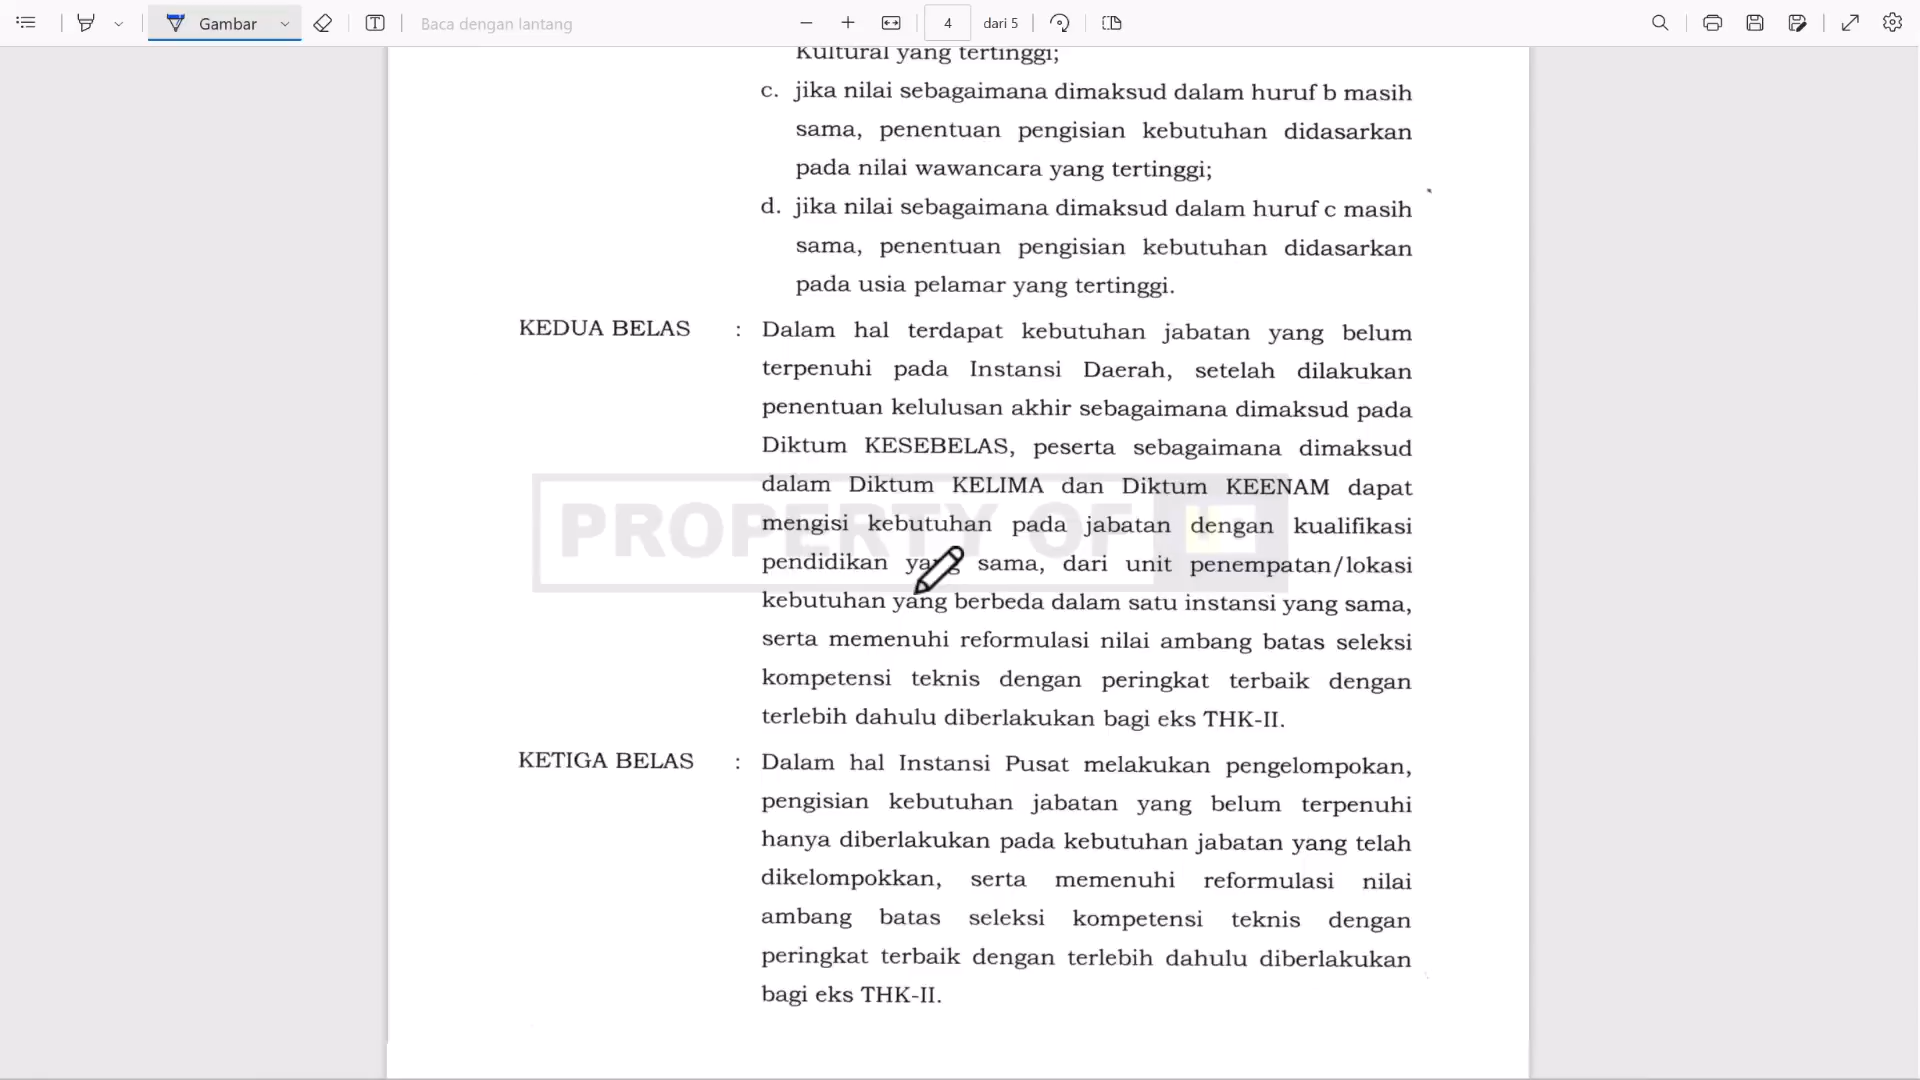 Gambar
Baca dengan lantang
4
dari 5
Kultural yang tertinggi;
c. jika nilai sebagaimana dimaksud dalam huruf b masih
sama, penentuan pengisian kebutuhan didasarkan
pada nilai wawancara yang tertinggi;
d. jika nilai sebagaimana dimaksud dalam huruf c masih
sama, penentuan pengisian kebutuhan didasarkan
pada usia pelamar yang tertinggi.
KEDUA BELAS : Dalam hal terdapat kebutuhan jabatan yang belum
terpenuhi pada Instansi Daerah, setelah dilakukan
penentuan kelulusan akhir sebagaimana dimaksud pada
Diktum KESEBELAS, peserta sebagaimana dimaksud
dalam Diktum KELIMA dan Diktum KEENAM dapat
mengisi kebutuhan pada jabatan dengan kualifikasi
PROPERTY OF
pendidikan yang sama, dari unit penempatan/lokasi
kebutuhan yang berbeda dalam satu instansi yang sama,
serta memenuhi reformulasi nilai ambang batas seleksi
kompetensi teknis dengan peringkat terbaik dengan
terlebih dahulu diberlakukan bagi eks THK-II.
KETIGA BELAS : Dalam hal Instansi Pusat melakukan pengelompokan,
pengisian kebutuhan jabatan yang belum terpenuhi
hanya diberlakukan pada kebutuhan jabatan yang telah
dikelompokkan, serta memenuhi reformulasi nilai
ambang batas seleksi kompetensi teknis dengan
peringkat terbaik dengan terlebih dahulu diberlakukan
bagi eks THK-II.